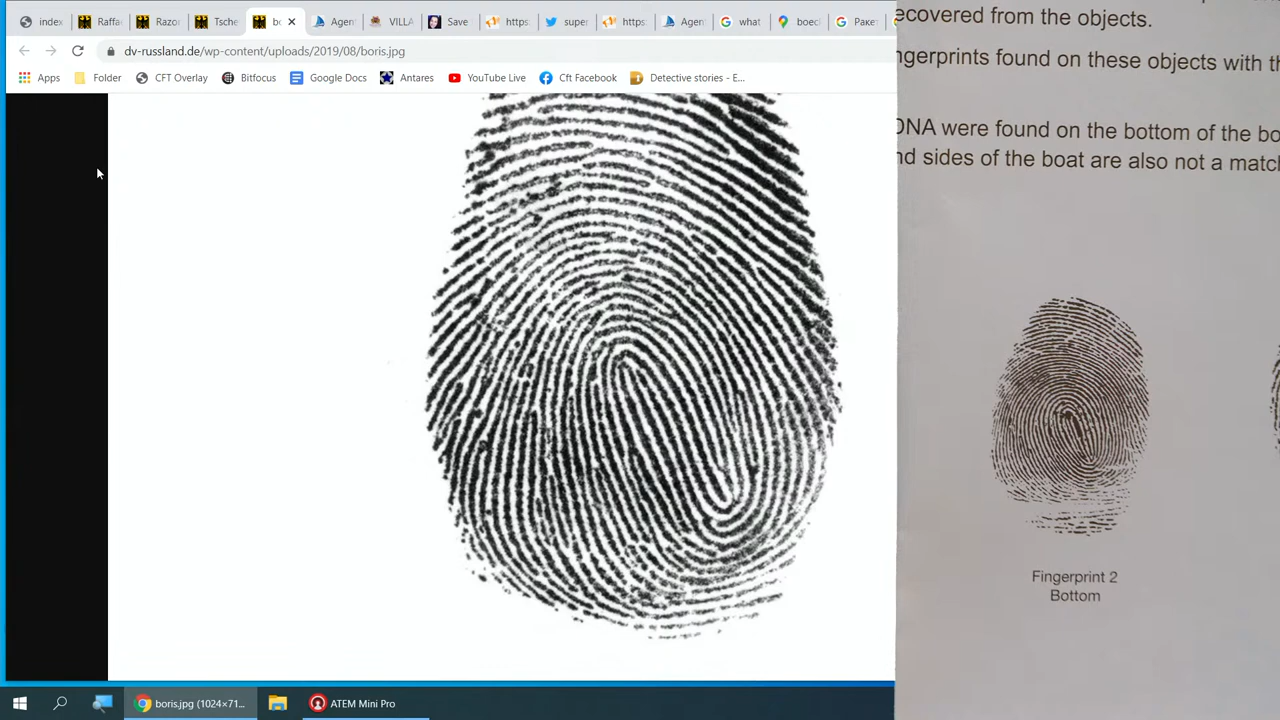 index
Raffa
Razo
Tsche
bo
Agen
VILLA
Save
https
super
https
Agen
what
boec
Рахе
G
dv-russland.de/wp-content/uploads/2019/08/boris.jpg
Apps
Folder
CFT Overlay
Bitfocus
Google Docs
Antares
YouTube Live
Cft Facebook
Detective stories - E...
ecovered from the objects.
ngerprints found on these objects with th
DNA were found on the bottom of the bo
nd sides of the boat are also not a match
Fingerprint 2
Bottom
boris.jpg (1024×71...
ATEM Mini Pro